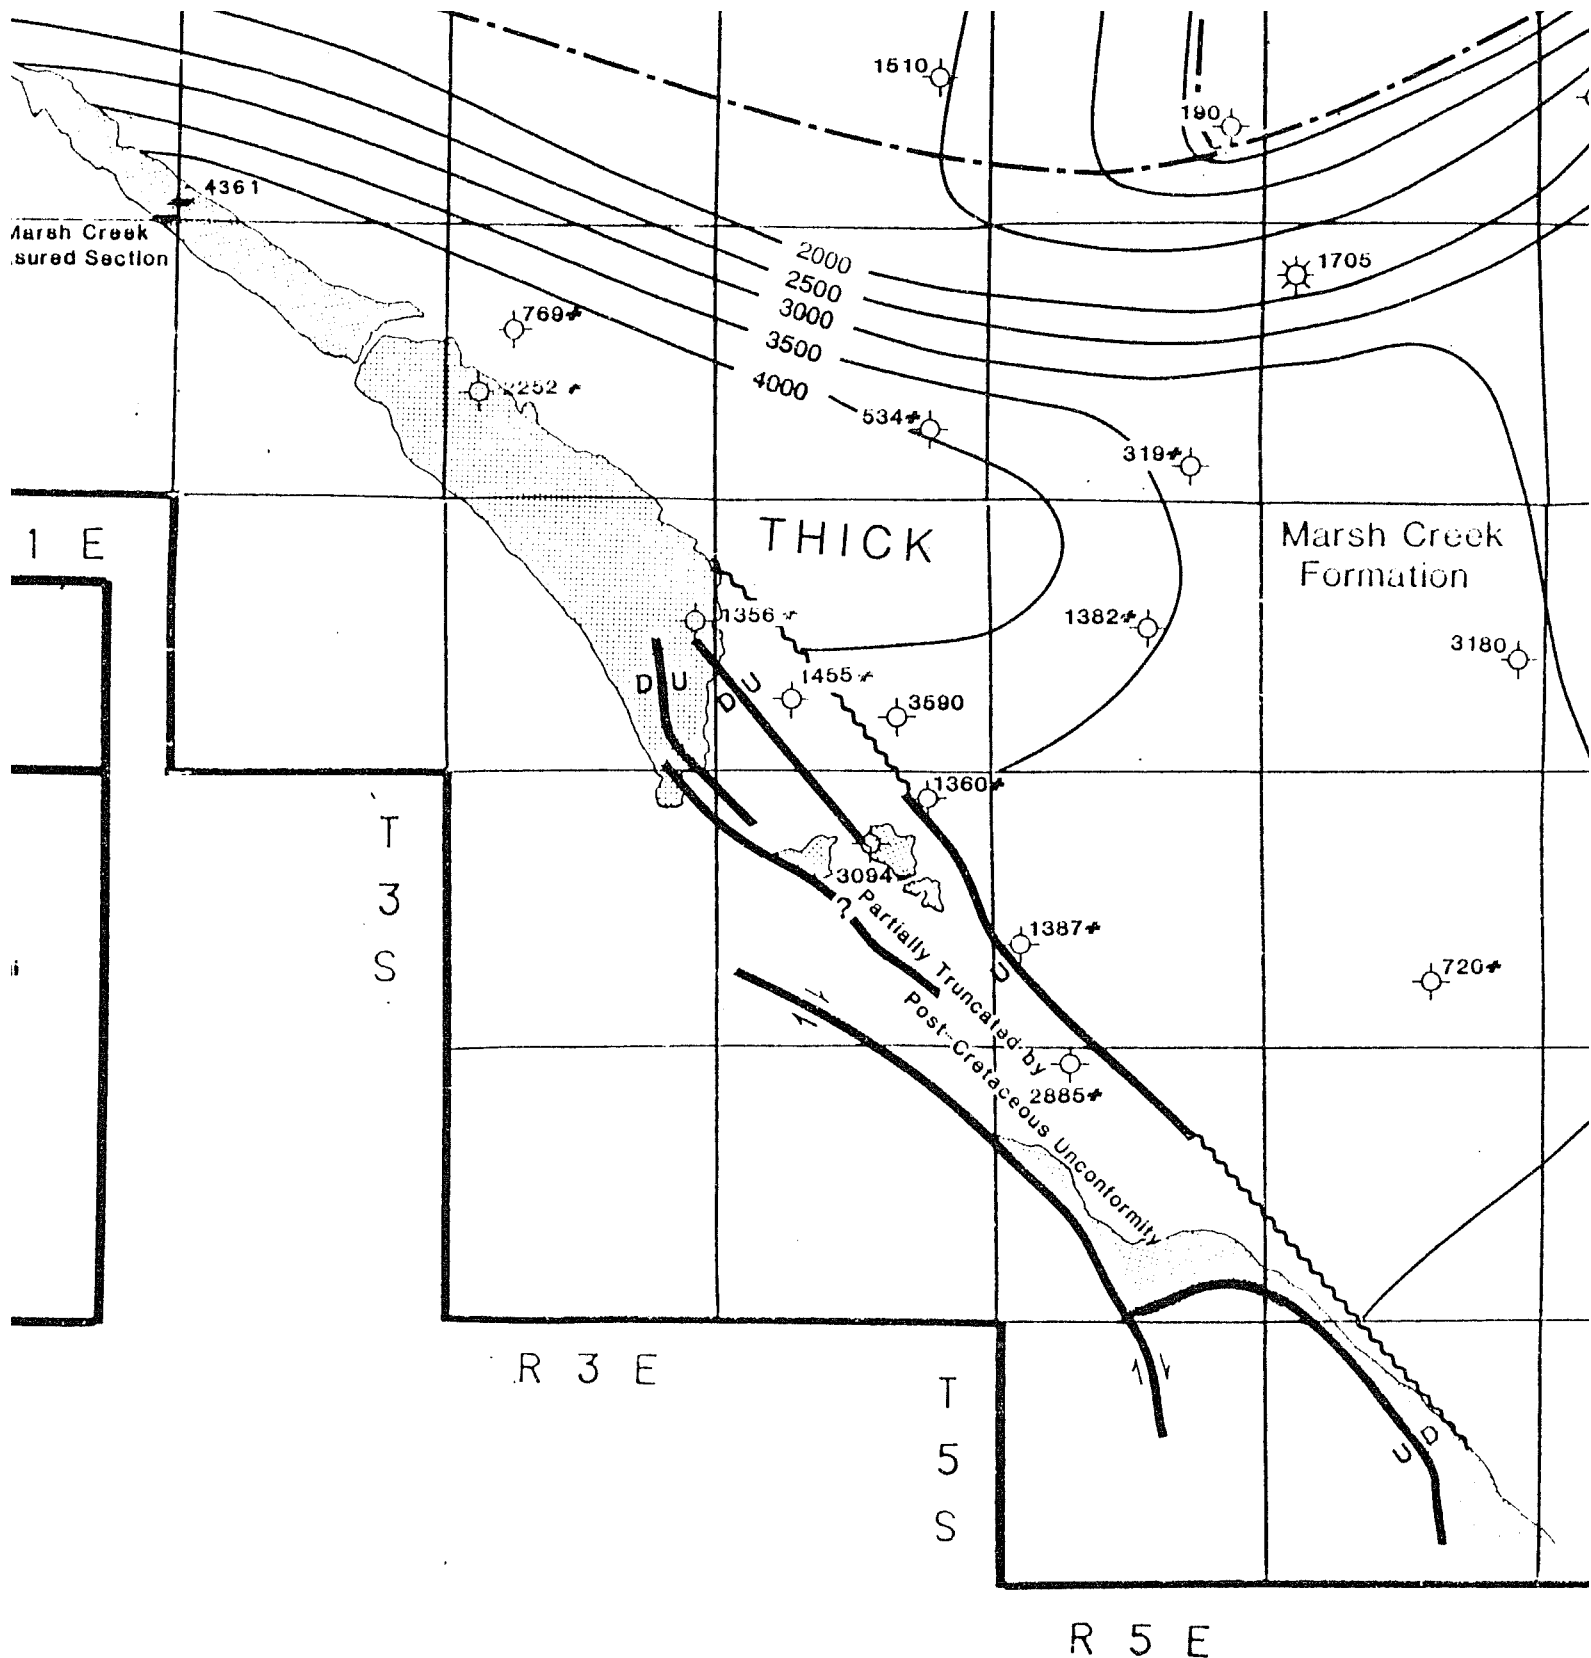 1510
190
4361
Marsh Creek
sured Section
2000
2500
3000
3500
4000
1705
769+
2252+
534+
319+
1 E
THICK
Marsh Creek
Formation
1356+
1382+
3180
1455+
3590
D U
U
D
1360+
T
3
S
3094
?
Partially Truncated by
Post-Cretaceous Unconformity
1387+
U
720+
2885+
R 3 E
T
5
S
D
U
R 5 E